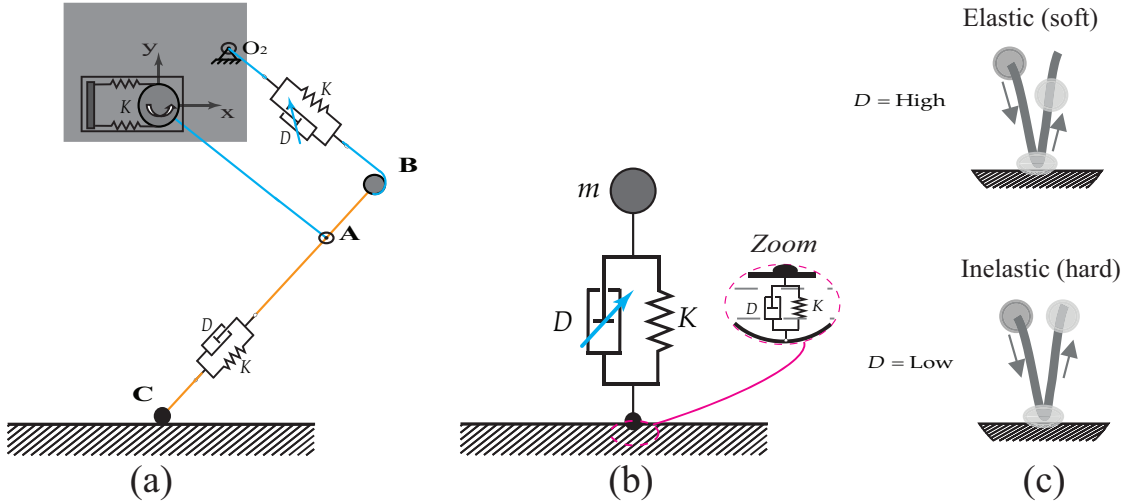 O₂
y
x
K
K
D
B
A
D
K
C
(a)
m
D
K
Zoom
D
K
(b)
Elastic (soft)
D = High
Inelastic (hard)
D = Low
(c)